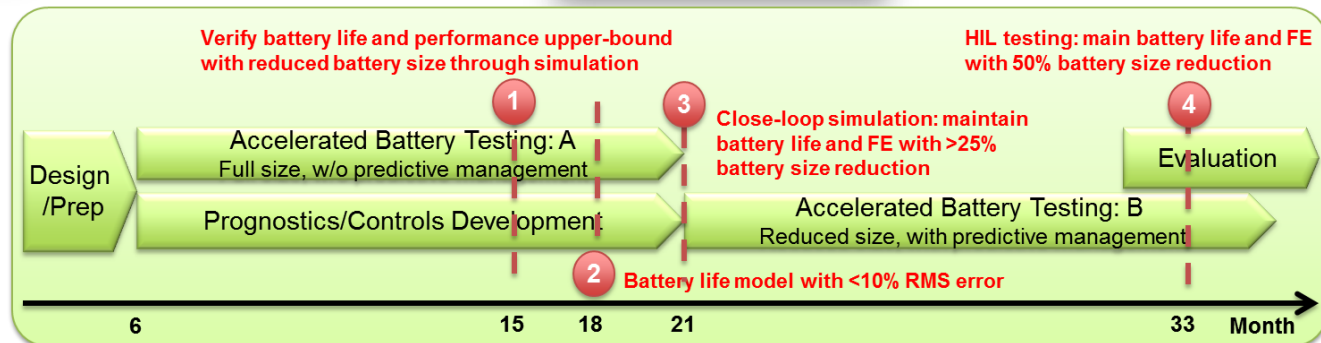 Verify battery life and performance upper-bound
with reduced battery size through simulation
HIL testing: main battery life and FE
with 50% battery size reduction
1
3
4
Close-loop simulation: maintain
battery life and FE with >25%
battery size reduction
Design
/Prep
Accelerated Battery Testing: A
Full size, w/o predictive management
Evaluation
Prognostics/Controls Development
Accelerated Battery Testing: B
Reduced size, with predictive management
2
Battery life model with <10% RMS error
6
15
18
21
33
Month